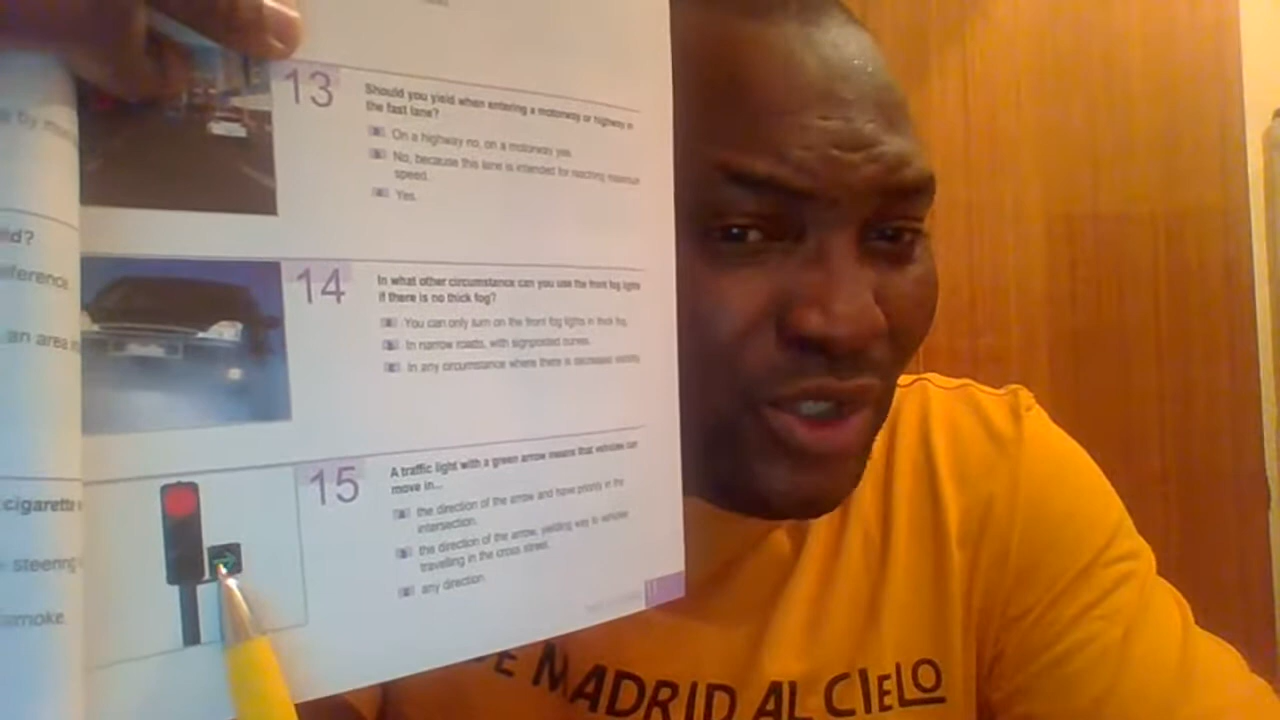 13
Should you yield when entering a motorway or highway in
the fast lane?
a On a highway no, on a motorway yes.
b No, because this lane is intended for reaching maximum
speed.
c Yes.
ld?
ference
an area
14
In what other circumstance can you use the front fog lights
if there is no thick fog?
a You can only turn on the front fog lights in thick fog.
b In narrow roads, with signposted curves.
c In any circumstance where there is decreased visibility
cigarette
steering
smoke.
15
A traffic light with a green arrow means that vehicles can
move in...
a the direction of the arrow and have priority in the
intersection.
b the direction of the arrow, yielding way to vehicles
travelling in the cross street.
c any direction.
DE MADRID AL CIELO